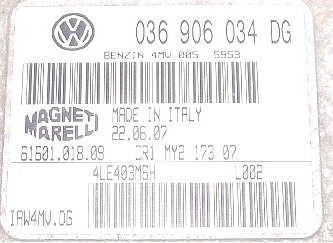 036 906 034 DG
BENZIN 4MV 005 5953
MAGNETI MARELLI
MADE IN ITALY
22.06.07
61601.018.09 CR1 MY2 173 07
4LE403MSH L002
IAW4MV.DG